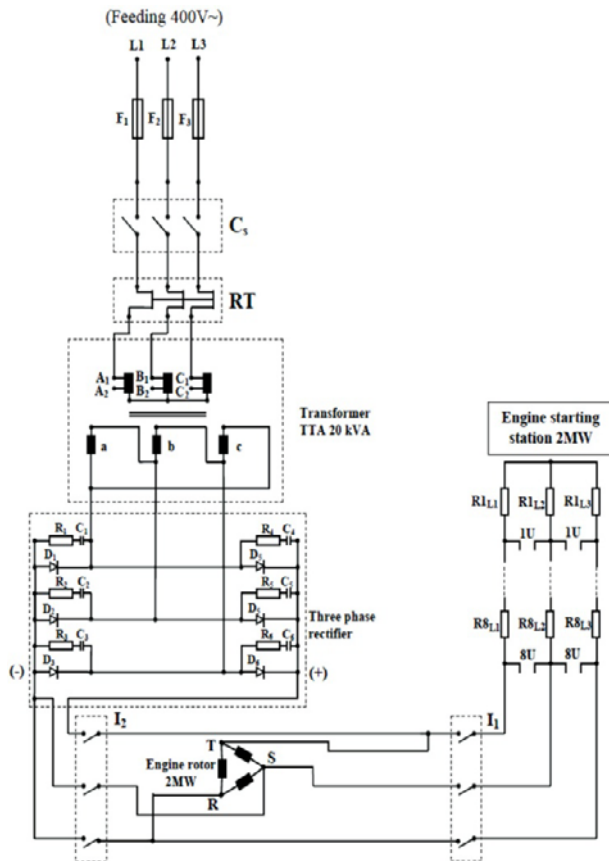 (Feeding 400V~)
L1 L2 L3
F1 F2 F3
Cs
RT
A1 B1 C1
A2 B2 C2
Transformer
TTA 20 kVA
a b c
Engine starting
station 2MW
R1L1 R1L2 R1L3
1U 1U
R1 C1 R4 C4
D1
R2 C2 R5 C5
D2 D5
Three phase
rectifier
R3 C3 R6 C6
D3 D6
(-) (+)
R8L1 R8L2 R8L3
8U 8U
I2 I1
T
S
Engine rotor
2MW
R